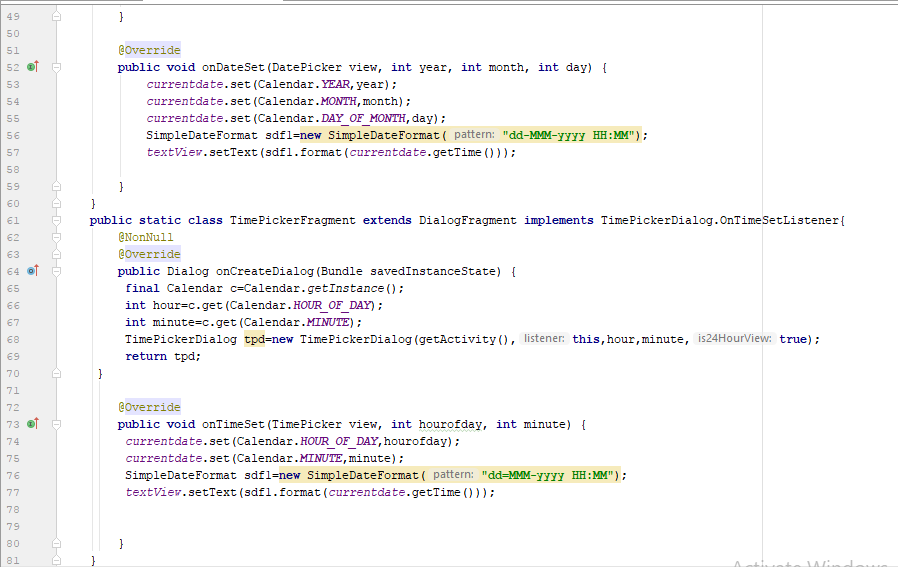 49 }
50
51 @Override
52 public void onDateSet(DatePicker view, int year, int month, int day) {
53 currentdate.set(Calendar.YEAR,year);
54 currentdate.set(Calendar.MONTH,month);
55 currentdate.set(Calendar.DAY_OF_MONTH,day);
56 SimpleDateFormat sdf1=new SimpleDateFormat( pattern: "dd-MMM-yyyy HH:MM");
57 textView.setText(sdf1.format(currentdate.getTime()));
58
59 }
60 }
61 public static class TimePickerFragment extends DialogFragment implements TimePickerDialog.OnTimeSetListener{
62 @NonNull
63 @Override
64 public Dialog onCreateDialog(Bundle savedInstanceState) {
65 final Calendar c=Calendar.getInstance();
66 int hour=c.get(Calendar.HOUR_OF_DAY);
67 int minute=c.get(Calendar.MINUTE);
68 TimePickerDialog tpd=new TimePickerDialog(getActivity(), listener: this,hour,minute, is24HourView: true);
69 return tpd;
70 }
71
72 @Override
73 public void onTimeSet(TimePicker view, int hourofday, int minute) {
74 currentdate.set(Calendar.HOUR_OF_DAY,hourofday);
75 currentdate.set(Calendar.MINUTE,minute);
76 SimpleDateFormat sdf1=new SimpleDateFormat( pattern: "dd=MMM-yyyy HH:MM");
77 textView.setText(sdf1.format(currentdate.getTime()));
78
79
80 }
81 }
Activate Windows